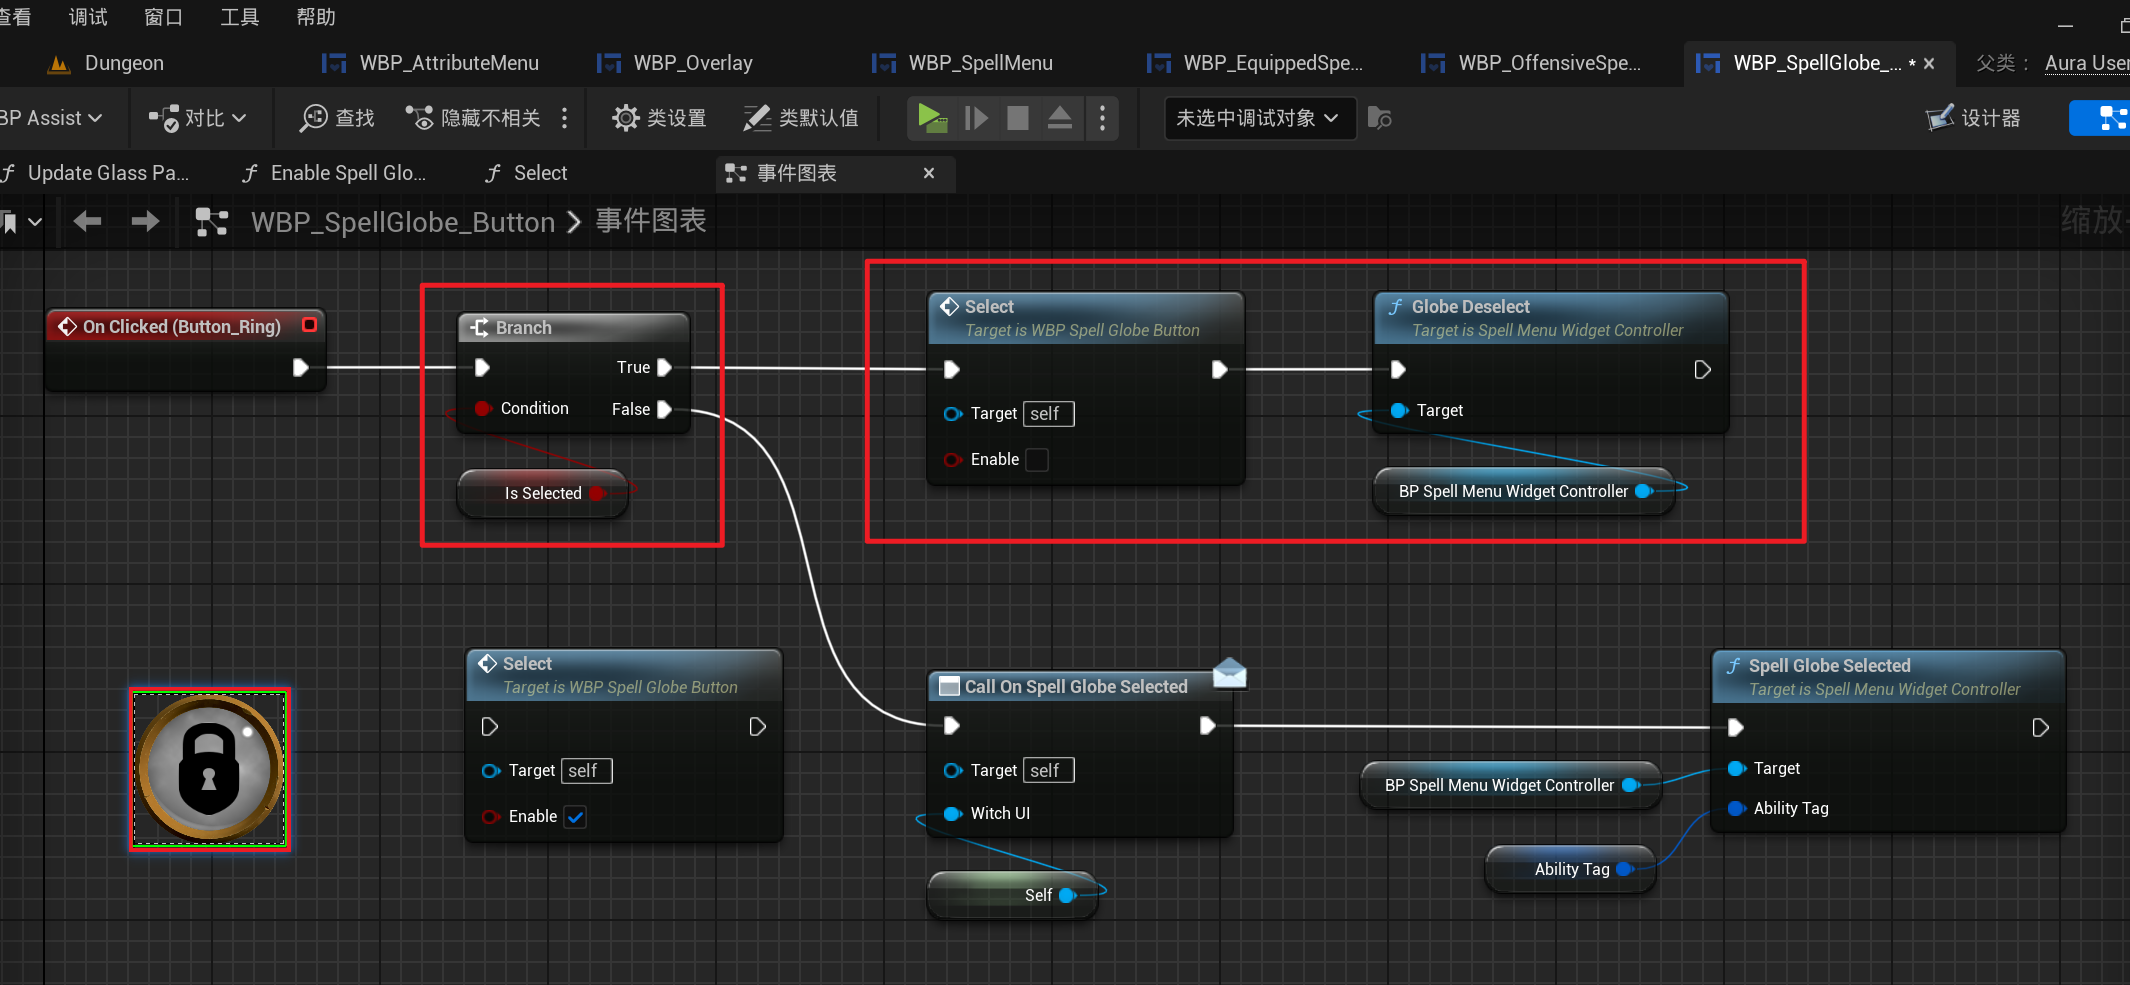 查看 调试 窗口 工具 帮助
Dungeon WBP_AttributeMenu WBP_Overlay WBP_SpellMenu WBP_EquippedSpe... WBP_OffensiveSpe... WBP_SpellGlobe_... * × 父类： Aura User
BP Assist 对比 查找 隐藏不相关 类设置 类默认值 未选中调试对象 设计器
f Update Glass Pa... f Enable Spell Glo... f Select 事件图表 ×
WBP_SpellGlobe_Button > 事件图表 缩放-
On Clicked (Button_Ring)
Branch
True
Condition False
Is Selected
Select
Target is WBP Spell Globe Button
Target self
Enable
f Globe Deselect
Target is Spell Menu Widget Controller
Target
BP Spell Menu Widget Controller
Select
Target is WBP Spell Globe Button
Target self
Enable
Call On Spell Globe Selected
Target self
Witch UI
Self
f Spell Globe Selected
Target is Spell Menu Widget Controller
Target
Ability Tag
BP Spell Menu Widget Controller
Ability Tag